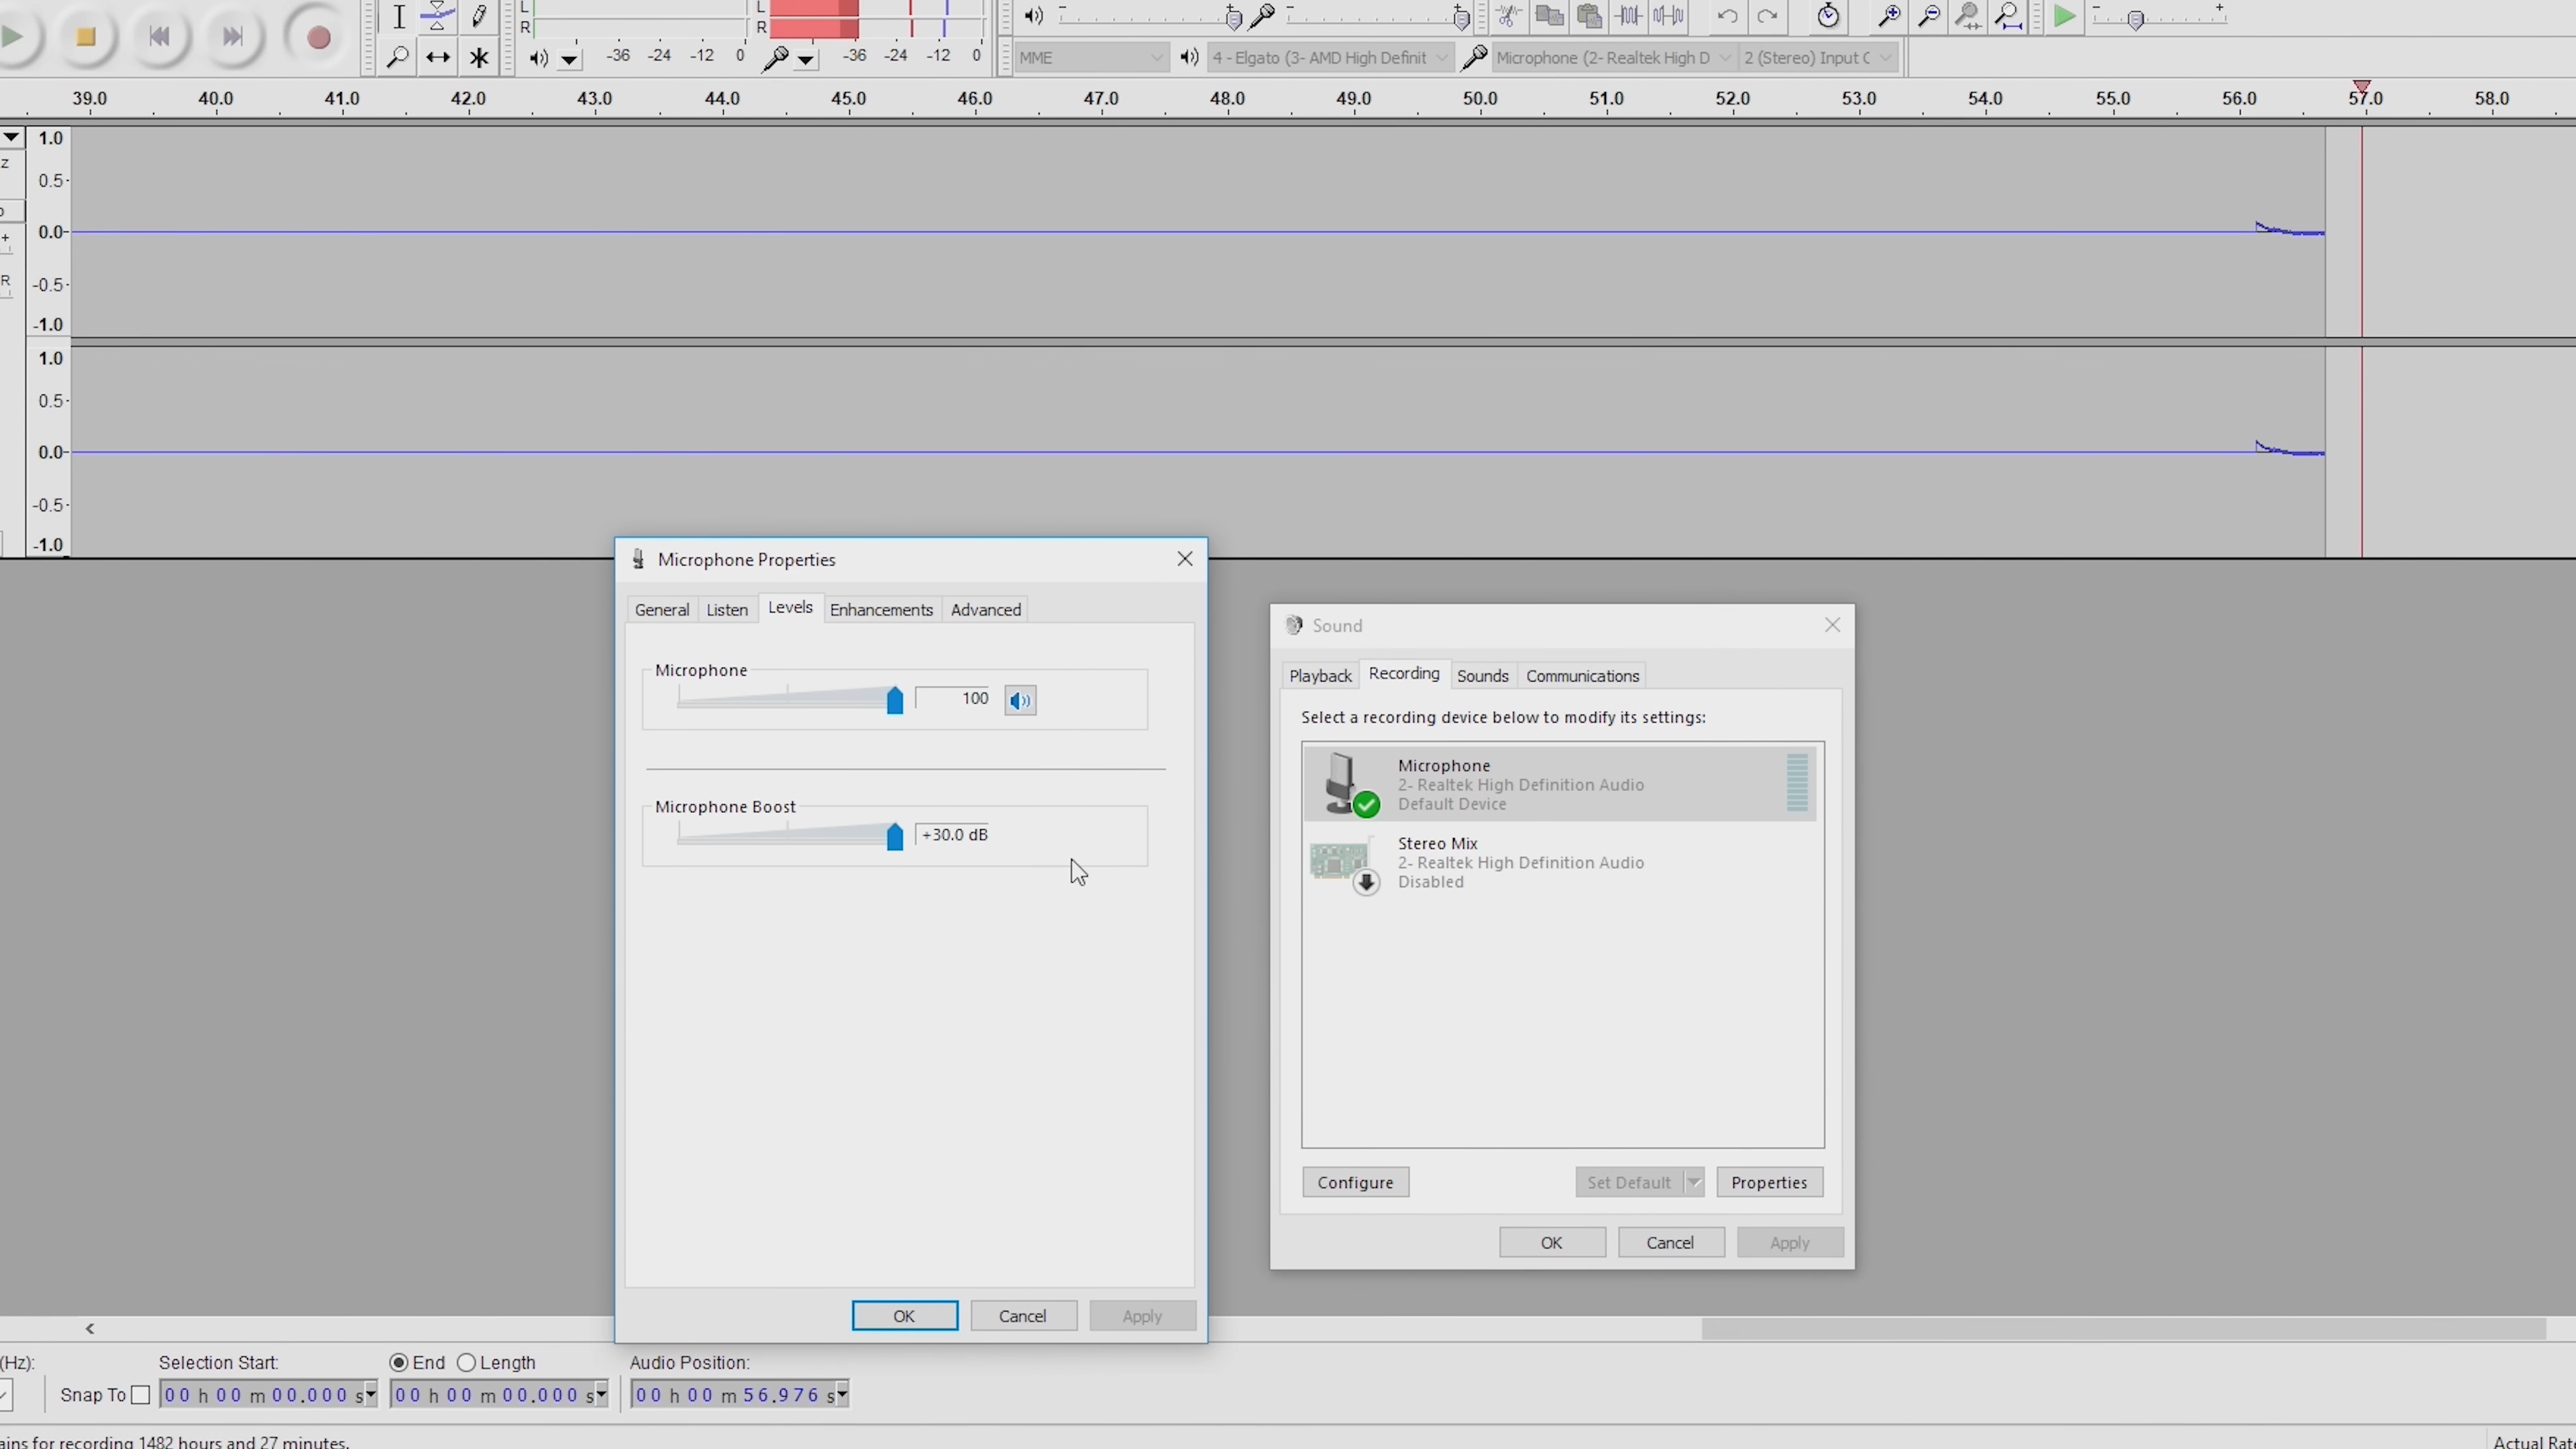 L
R
-36 -24 -12 0
L
R
-36 -24 -12 0
MME
4 - Elgato (3- AMD High Definit
Microphone (2- Realtek High D
2 (Stereo) Input C
39.0 40.0 41.0 42.0 43.0 44.0 45.0 46.0 47.0 48.0 49.0 50.0 51.0 52.0 53.0 54.0 55.0 56.0 57.0 58.0
1.0
0.5
0.0
-0.5
-1.0
z
R
1.0
0.5
0.0
-0.5
-1.0
Microphone Properties
General Listen Levels Enhancements Advanced
Microphone
100
Microphone Boost
+30.0 dB
OK Cancel Apply
Sound
Playback Recording Sounds Communications
Select a recording device below to modify its settings:
Microphone
2- Realtek High Definition Audio
Default Device
Stereo Mix
2- Realtek High Definition Audio
Disabled
Configure Set Default Properties
OK Cancel Apply
(Hz):
Selection Start:
End Length
Audio Position:
Snap To
00 h 00 m 00.000 s
00 h 00 m 00.000 s
00 h 00 m 56.976 s
ains for recording 1482 hours and 27 minutes.
Actual Rat